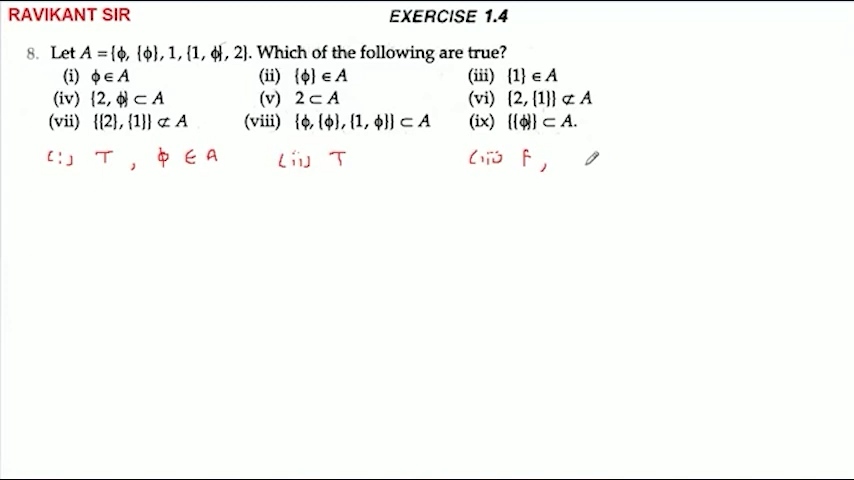 RAVIKANT SIR
EXERCISE 1.4
8. Let A = {ϕ, {ϕ}, 1, {1, ϕ}, 2}. Which of the following are true?
(i) ϕ ∈ A (ii) {ϕ} ∈ A (iii) {1} ∈ A
(iv) {2, ϕ} ⊂ A (v) 2 ⊂ A (vi) {2, {1}} ⊄ A
(vii) {{2}, {1}} ⊄ A (viii) {ϕ, {ϕ}, {1, ϕ}} ⊂ A (ix) {{ϕ}} ⊂ A.
(i) T, ϕ ∈ A (ii) T (iii) F,